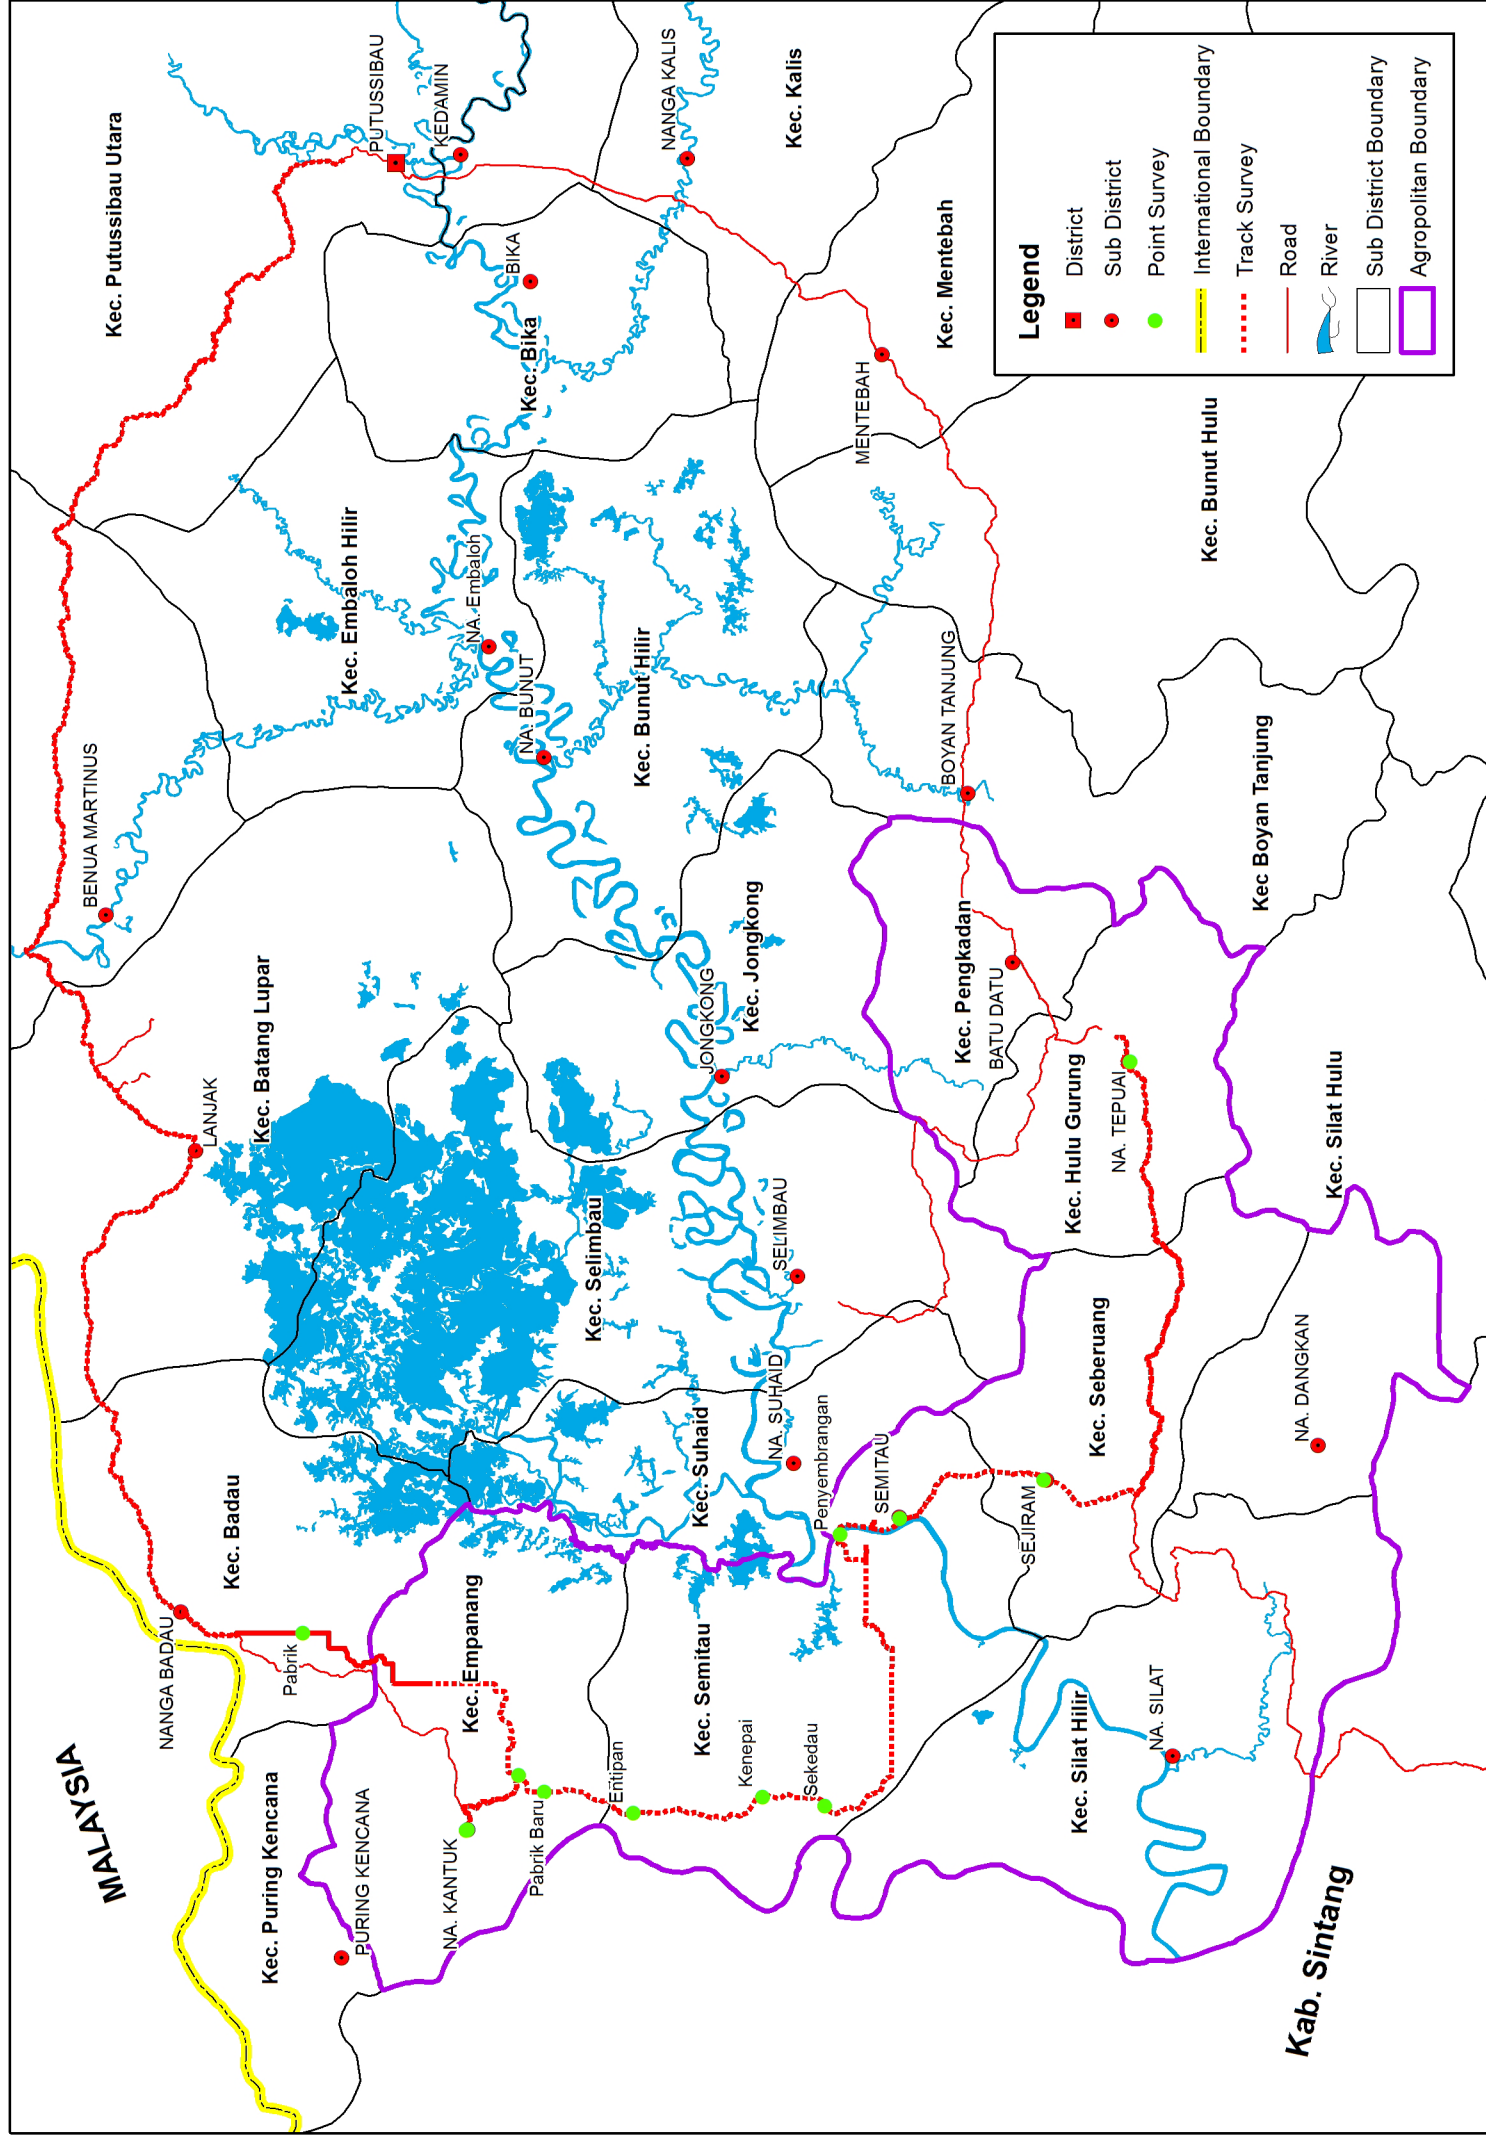 MALAYSIA
Kab. Sintang
Kec. Puring Kencana
PURING KENCANA
NANGA BADAU
Pabrik
Kec. Badau
NA. KANTUK
Kec. Empanang
Pabrik Baru
Entipan
Kec. Semitau
Kenepai
Sekedau
Kec. Silat Hilir
NA. SILAT
Penyembrangan
SEMITAU
SEJIRAM
NA. SUHAID
Kec. Suhaid
Kec. Seberuang
NA. DANGKAN
Kec. Silat Hulu
Kec. Selimbau
SELIMBAU
LANJAK
Kec. Batang Lupar
JONGKONG
Kec. Jongkong
Kec. Hulu Gurung
NA. TEPUAI
Kec. Pengkadan
BATU DATU
BENUA MARTINUS
Kec. Embaloh Hilir
NA. Embaloh
NA. BUNUT
Kec. Bunut Hilir
BOYAN TANJUNG
Kec Boyan Tanjung
Kec. Bunut Hulu
MENTEBAH
Kec. Mentebah
Kec. Bika
BIKA
Kec. Putussibau Utara
PUTUSSIBAU
KEDAMIN
NANGA KALIS
Kec. Kalis
Legend
District
Sub District
Point Survey
International Boundary
Track Survey
Road
River
Sub District Boundary
Agropolitan Boundary